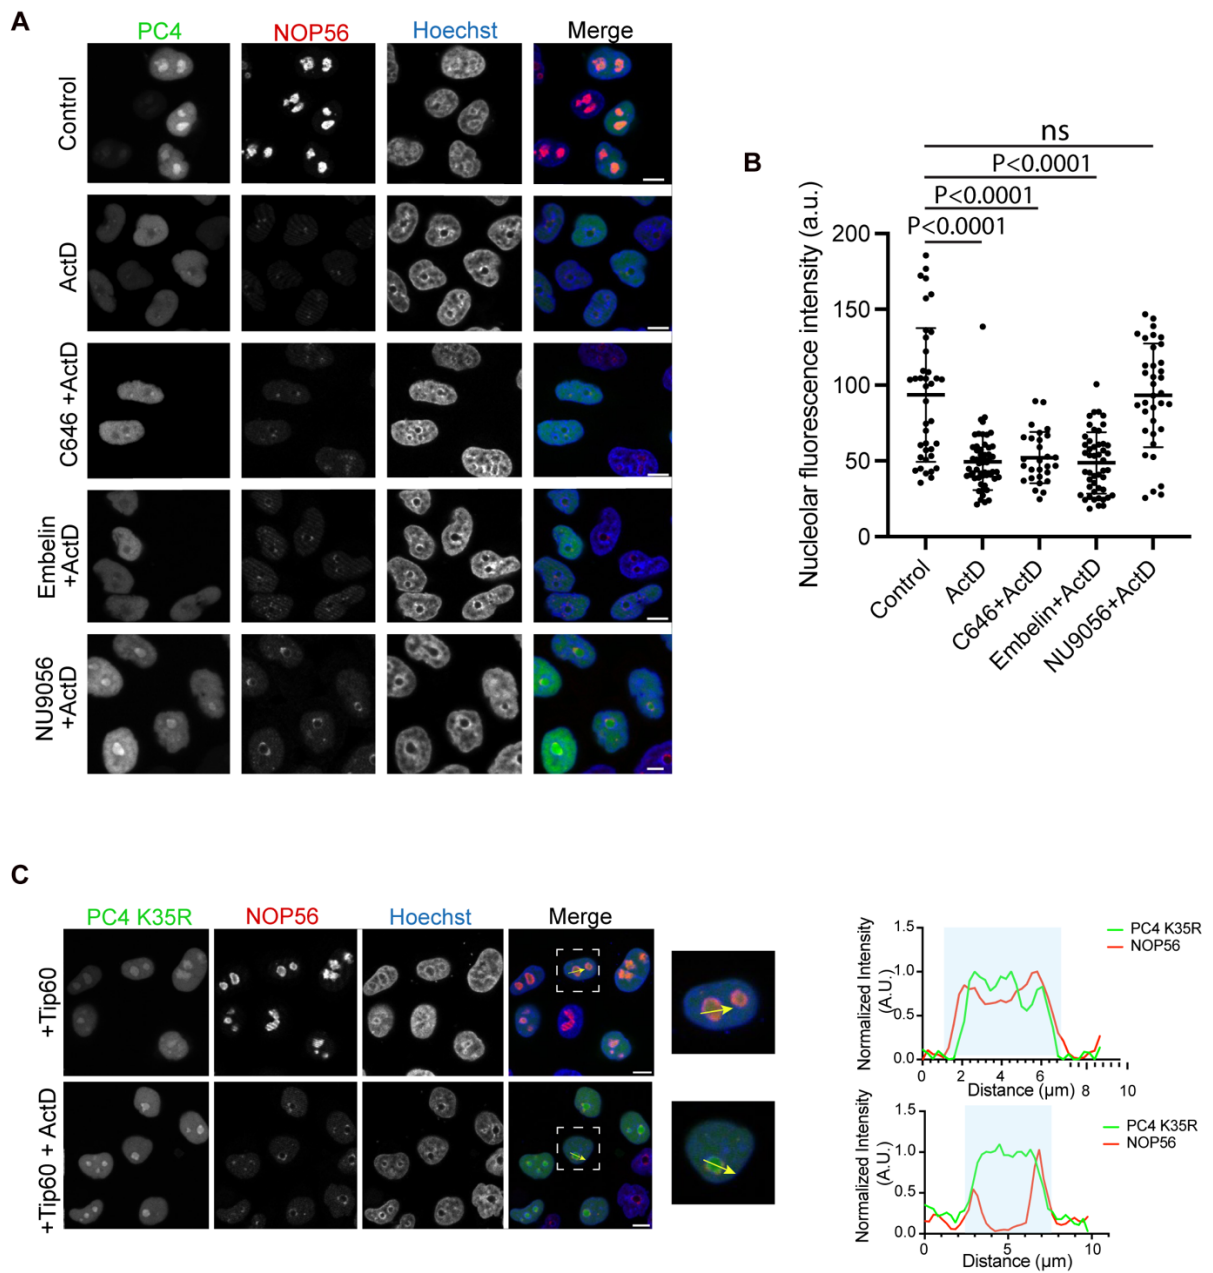 A
PC4 NOP56 Hoechst Merge
Control
ActD
C646 +ActD
Embelin
+ActD
NU9056
+ActD
B
ns
P<0.0001
P<0.0001
P<0.0001
Nucleolar fluorescence intensity (a.u.)
200
150
100
50
0
Control ActD C646+ActD Embelin+ActD NU9056+ActD
C
PC4 K35R NOP56 Hoechst Merge
+Tip60
+Tip60 + ActD
Normalized Intensity
(A.U.)
1.5
1.0
0.5
0.0
0 2 4 6 8 10
Distance (μm)
PC4 K35R
NOP56
Normalized Intensity
(A.U.)
1.5
1.0
0.5
0.0
0 5 10
Distance (μm)
PC4 K35R
NOP56